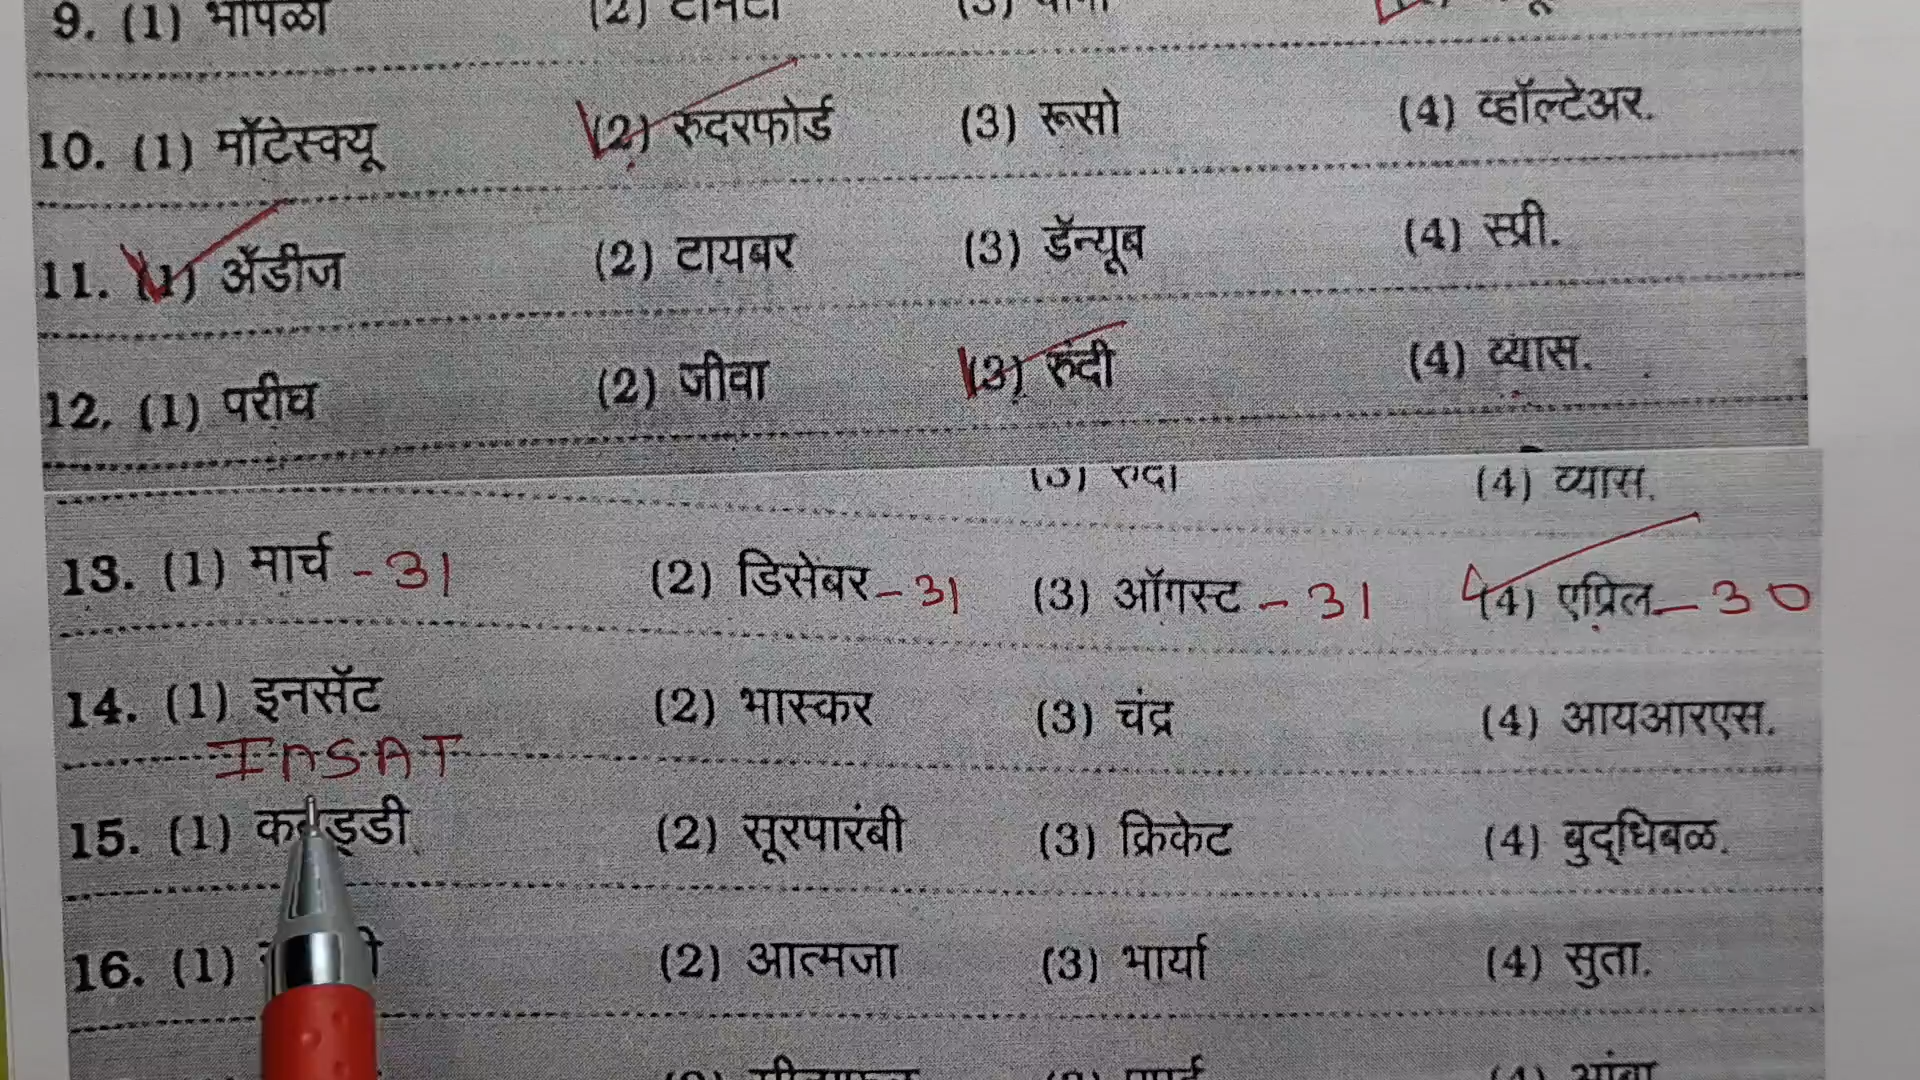 9. (1) भोपळा (2) टोमॅटो (3)
10. (1) मॉंटेस्क्यू (2) रुदरफोर्ड (3) रूसो (4) व्हॉल्टेअर.
11. (1) अँडीज (2) टायबर (3) डॅन्यूब (4) स्प्री.
12. (1) परीघ (2) जीवा (3) रुंदी (4) व्यास.
(3) रुंदी (4) व्यास.
13. (1) मार्च - 31 (2) डिसेंबर - 31 (3) ऑगस्ट - 31 (4) एप्रिल - 30
14. (1) इनसॅट (2) भास्कर (3) चंद्र (4) आयआरएस.
INSAT
15. (1) कबड्डी (2) सूरपारंबी (3) क्रिकेट (4) बुद्धिबळ.
16. (1) (2) आत्मजा (3) भार्या (4) सुता.